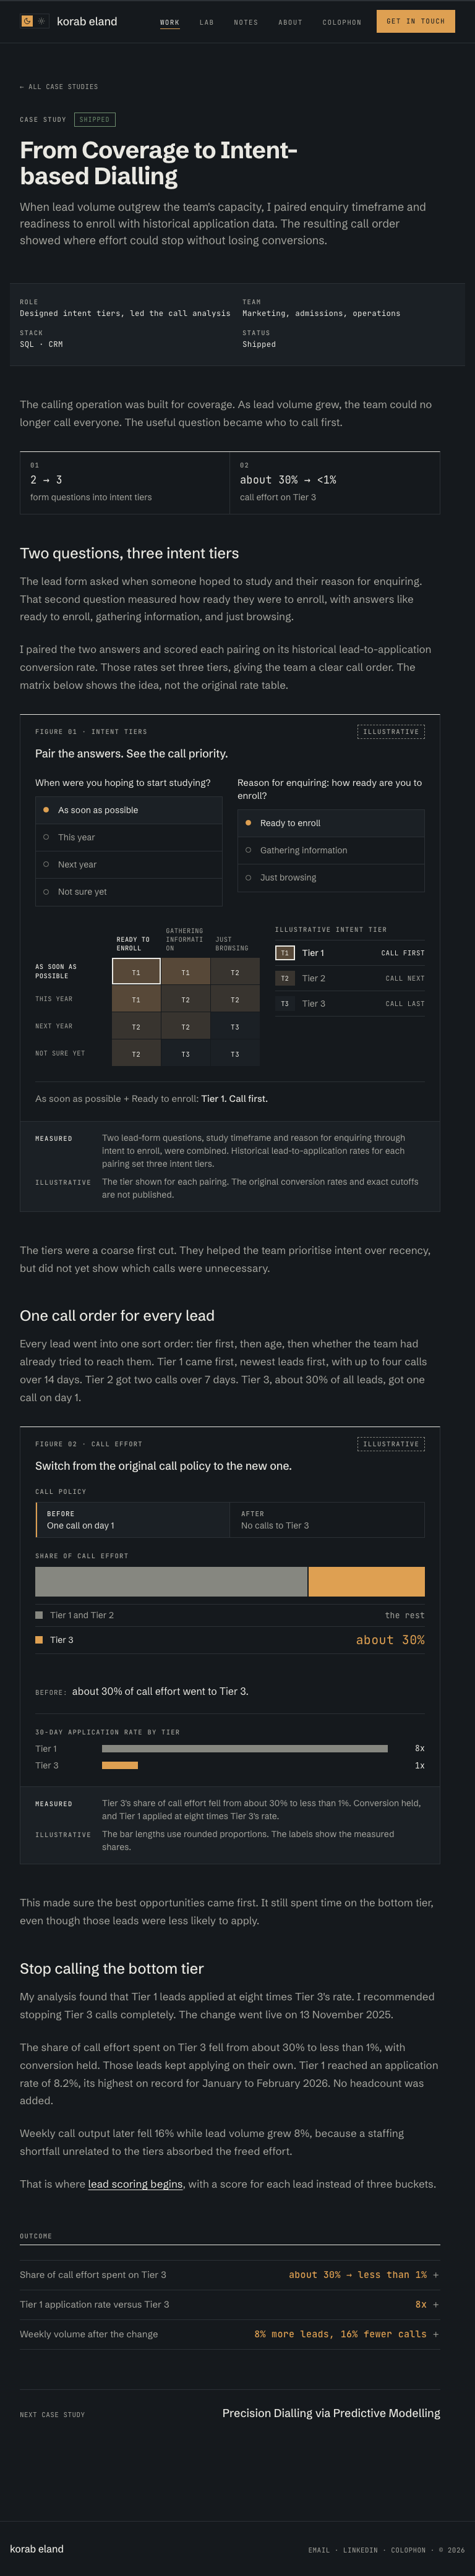 korab eland
WORK
LAB
NOTES
ABOUT
COLOPHON
GET IN TOUCH
← ALL CASE STUDIES
CASE STUDY
SHIPPED
From Coverage to Intent-
based Dialling
When lead volume outgrew the team's capacity, I paired enquiry timeframe and
readiness to enroll with historical application data. The resulting call order
showed where effort could stop without losing conversions.
ROLE
Designed intent tiers, led the call analysis
TEAM
Marketing, admissions, operations
STACK
SQL · CRM
STATUS
Shipped
The calling operation was built for coverage. As lead volume grew, the team could no
longer call everyone. The useful question became who to call first.
01
2 → 3
form questions into intent tiers
02
about 30% → <1%
call effort on Tier 3
Two questions, three intent tiers
The lead form asked when someone hoped to study and their reason for enquiring.
That second question measured how ready they were to enroll, with answers like
ready to enroll, gathering information, and just browsing.
I paired the two answers and scored each pairing on its historical lead-to-application
conversion rate. Those rates set three tiers, giving the team a clear call order. The
matrix below shows the idea, not the original rate table.
FIGURE 01 · INTENT TIERS
ILLUSTRATIVE
Pair the answers. See the call priority.
When were you hoping to start studying?
As soon as possible
This year
Next year
Not sure yet
Reason for enquiring: how ready are you to
enroll?
Ready to enroll
Gathering information
Just browsing
READY TO
ENROLL
GATHERING
INFORMATI
ON
JUST
BROWSING
AS SOON AS
POSSIBLE
T1
T1
T2
THIS YEAR
T1
T2
T2
NEXT YEAR
T2
T2
T3
NOT SURE YET
T2
T3
T3
ILLUSTRATIVE INTENT TIER
T1
Tier 1
CALL FIRST
T2
Tier 2
CALL NEXT
T3
Tier 3
CALL LAST
As soon as possible + Ready to enroll: Tier 1. Call first.
MEASURED
Two lead-form questions, study timeframe and reason for enquiring through
intent to enroll, were combined. Historical lead-to-application rates for each
pairing set three intent tiers.
ILLUSTRATIVE
The tier shown for each pairing. The original conversion rates and exact cutoffs
are not published.
The tiers were a coarse first cut. They helped the team prioritise intent over recency,
but did not yet show which calls were unnecessary.
One call order for every lead
Every lead went into one sort order: tier first, then age, then whether the team had
already tried to reach them. Tier 1 came first, newest leads first, with up to four calls
over 14 days. Tier 2 got two calls over 7 days. Tier 3, about 30% of all leads, got one
call on day 1.
FIGURE 02 · CALL EFFORT
ILLUSTRATIVE
Switch from the original call policy to the new one.
CALL POLICY
BEFORE
One call on day 1
AFTER
No calls to Tier 3
SHARE OF CALL EFFORT
Tier 1 and Tier 2
the rest
Tier 3
about 30%
BEFORE: about 30% of call effort went to Tier 3.
30-DAY APPLICATION RATE BY TIER
Tier 1
8x
Tier 3
1x
MEASURED
Tier 3's share of call effort fell from about 30% to less than 1%. Conversion held,
and Tier 1 applied at eight times Tier 3's rate.
ILLUSTRATIVE
The bar lengths use rounded proportions. The labels show the measured
shares.
This made sure the best opportunities came first. It still spent time on the bottom tier,
even though those leads were less likely to apply.
Stop calling the bottom tier
My analysis found that Tier 1 leads applied at eight times Tier 3's rate. I recommended
stopping Tier 3 calls completely. The change went live on 13 November 2025.
The share of call effort spent on Tier 3 fell from about 30% to less than 1%, with
conversion held. Those leads kept applying on their own. Tier 1 reached an application
rate of 8.2%, its highest on record for January to February 2026. No headcount was
added.
Weekly call output later fell 16% while lead volume grew 8%, because a staffing
shortfall unrelated to the tiers absorbed the freed effort.
That is where lead scoring begins, with a score for each lead instead of three buckets.
OUTCOME
Share of call effort spent on Tier 3
about 30% → less than 1% +
Tier 1 application rate versus Tier 3
8x +
Weekly volume after the change
8% more leads, 16% fewer calls +
NEXT CASE STUDY
Precision Dialling via Predictive Modelling
korab eland
EMAIL · LINKEDIN · COLOPHON · © 2026